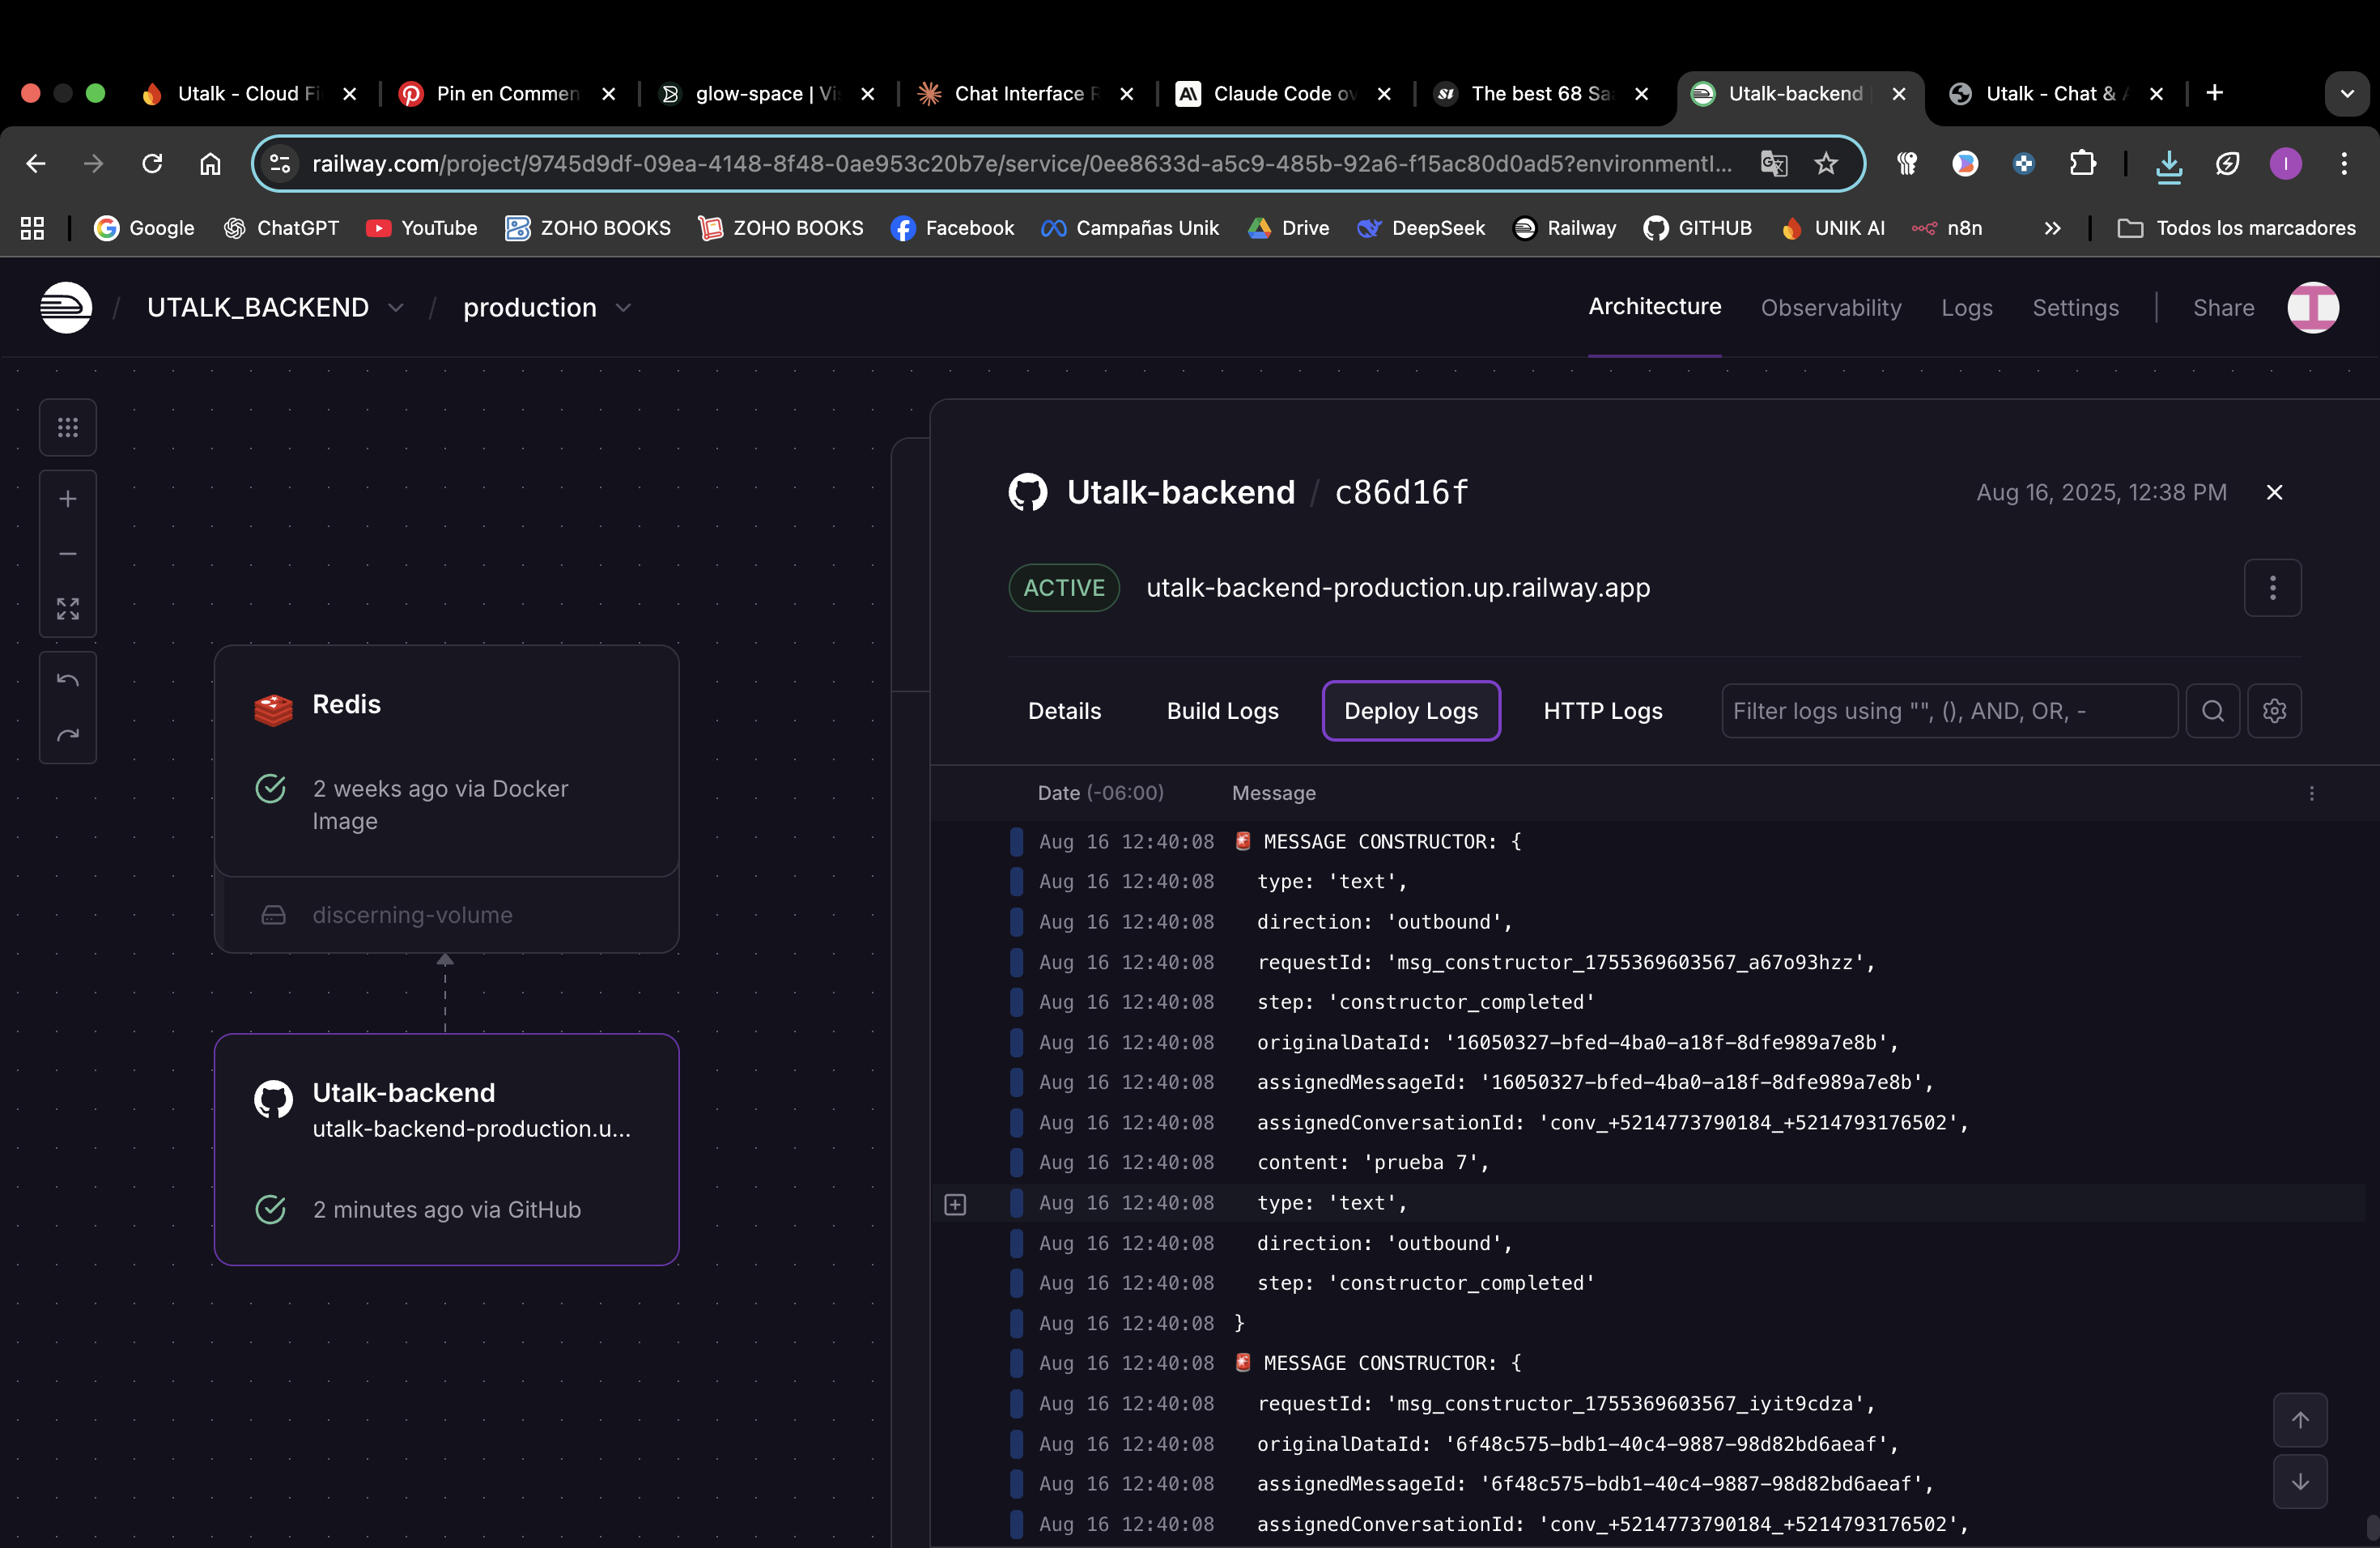 Utalk - Cloud Fi
Pin en Commen
glow-space | Vis
Chat Interface R
Claude Code ov
The best 68 Saa
Utalk-backend
Utalk - Chat & A
railway.com/project/9745d9df-09ea-4148-8f48-0ae953c20b7e/service/0ee8633d-a5c9-485b-92a6-f15ac80d0ad5?environmentI...
Google
ChatGPT
YouTube
ZOHO BOOKS
ZOHO BOOKS
Facebook
Campañas Unik
Drive
DeepSeek
Railway
GITHUB
UNIK AI
n8n
Todos los marcadores
UTALK_BACKEND / production
Architecture
Observability
Logs
Settings
Share
Redis
2 weeks ago via Docker
Image
discerning-volume
Utalk-backend
utalk-backend-production.u...
2 minutes ago via GitHub
Utalk-backend / c86d16f
Aug 16, 2025, 12:38 PM
ACTIVE
utalk-backend-production.up.railway.app
Details
Build Logs
Deploy Logs
HTTP Logs
Filter logs using "", (), AND, OR, -
Date (-06:00) Message
Aug 16 12:40:08 🚨 MESSAGE CONSTRUCTOR: {
Aug 16 12:40:08 type: 'text',
Aug 16 12:40:08 direction: 'outbound',
Aug 16 12:40:08 requestId: 'msg_constructor_1755369603567_a67o93hzz',
Aug 16 12:40:08 step: 'constructor_completed'
Aug 16 12:40:08 originalDataId: '16050327-bfed-4ba0-a18f-8dfe989a7e8b',
Aug 16 12:40:08 assignedMessageId: '16050327-bfed-4ba0-a18f-8dfe989a7e8b',
Aug 16 12:40:08 assignedConversationId: 'conv_+5214773790184_+5214793176502',
Aug 16 12:40:08 content: 'prueba 7',
Aug 16 12:40:08 type: 'text',
Aug 16 12:40:08 direction: 'outbound',
Aug 16 12:40:08 step: 'constructor_completed'
Aug 16 12:40:08 }
Aug 16 12:40:08 🚨 MESSAGE CONSTRUCTOR: {
Aug 16 12:40:08 requestId: 'msg_constructor_1755369603567_iyit9cdza',
Aug 16 12:40:08 originalDataId: '6f48c575-bdb1-40c4-9887-98d82bd6aeaf',
Aug 16 12:40:08 assignedMessageId: '6f48c575-bdb1-40c4-9887-98d82bd6aeaf',
Aug 16 12:40:08 assignedConversationId: 'conv_+5214773790184_+5214793176502',